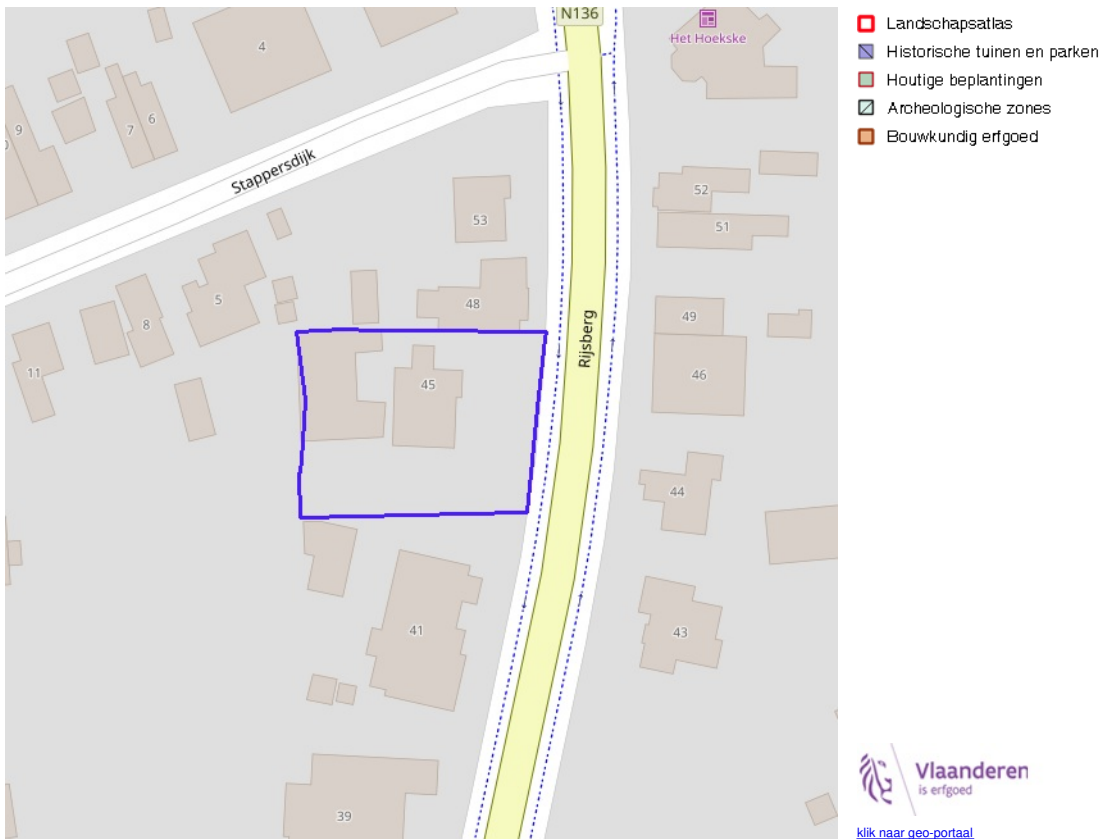 N136
Het Hoekske
4
9
7
6
Stappersdijk
52
51
53
5
48
8
49
Rijsberg
11
45
46
44
41
43
39
Landschapsatlas
Historische tuinen en parken
Houtige beplantingen
Archeologische zones
Bouwkundig erfgoed
Vlaanderen
is erfgoed
klik naar geo-portaal